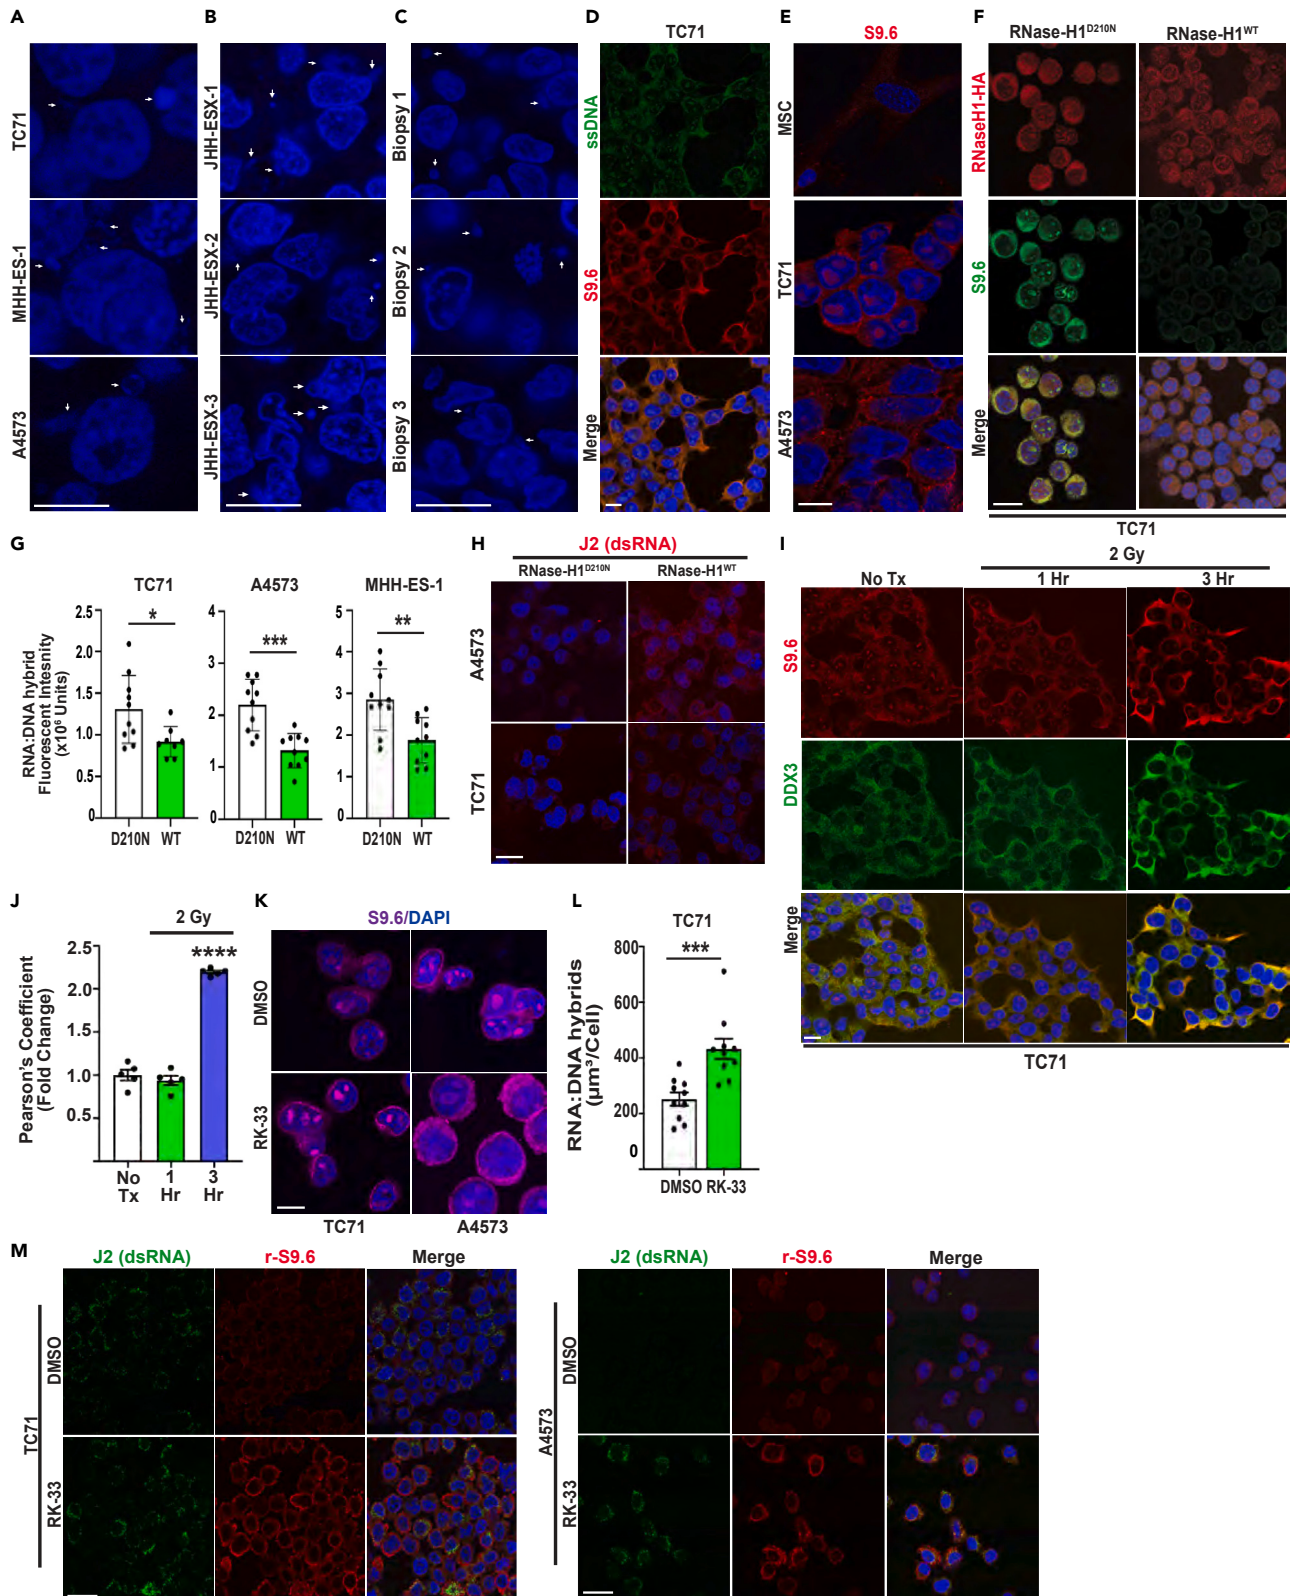 A
TC71
MHH-ES-1
A4573
B
JHH-ESX-1
JHH-ESX-2
JHH-ESX-3
C
Biopsy 1
Biopsy 2
Biopsy 3
D
TC71
ssDNA
S9.6
Merge
E
S9.6
MSC
TC71
A4573
F
RNase-H1D210N
RNase-H1WT
RNaseH1-HA
S9.6
Merge
TC71
G
TC71
A4573
MHH-ES-1
RNA:DNA hybrid
Fluorescent Intesnity
(x10⁶ Units)
2.5
2.0
1.5
1.0
0.5
0
*
D210N WT
4
3
2
1
0
***
D210N WT
5
4
3
2
1
0
**
D210N WT
H
J2 (dsRNA)
RNase-H1D210N
RNase-H1WT
A4573
TC71
I
2 Gy
No Tx
1 Hr
3 Hr
S9.6
DDX3
Merge
TC71
J
2 Gy
Pearson's Coefficient
(Fold Change)
2.5
2.0
1.5
1.0
0.5
****
No
Tx
1
Hr
3
Hr
K
S9.6/DAPI
DMSO
RK-33
TC71
A4573
L
TC71
RNA:DNA hybrids
(µm³/Cell)
800
600
400
200
0
***
DMSO RK-33
M
J2 (dsRNA)
r-S9.6
Merge
TC71
DMSO
RK-33
J2 (dsRNA)
r-S9.6
Merge
A4573
DMSO
RK-33